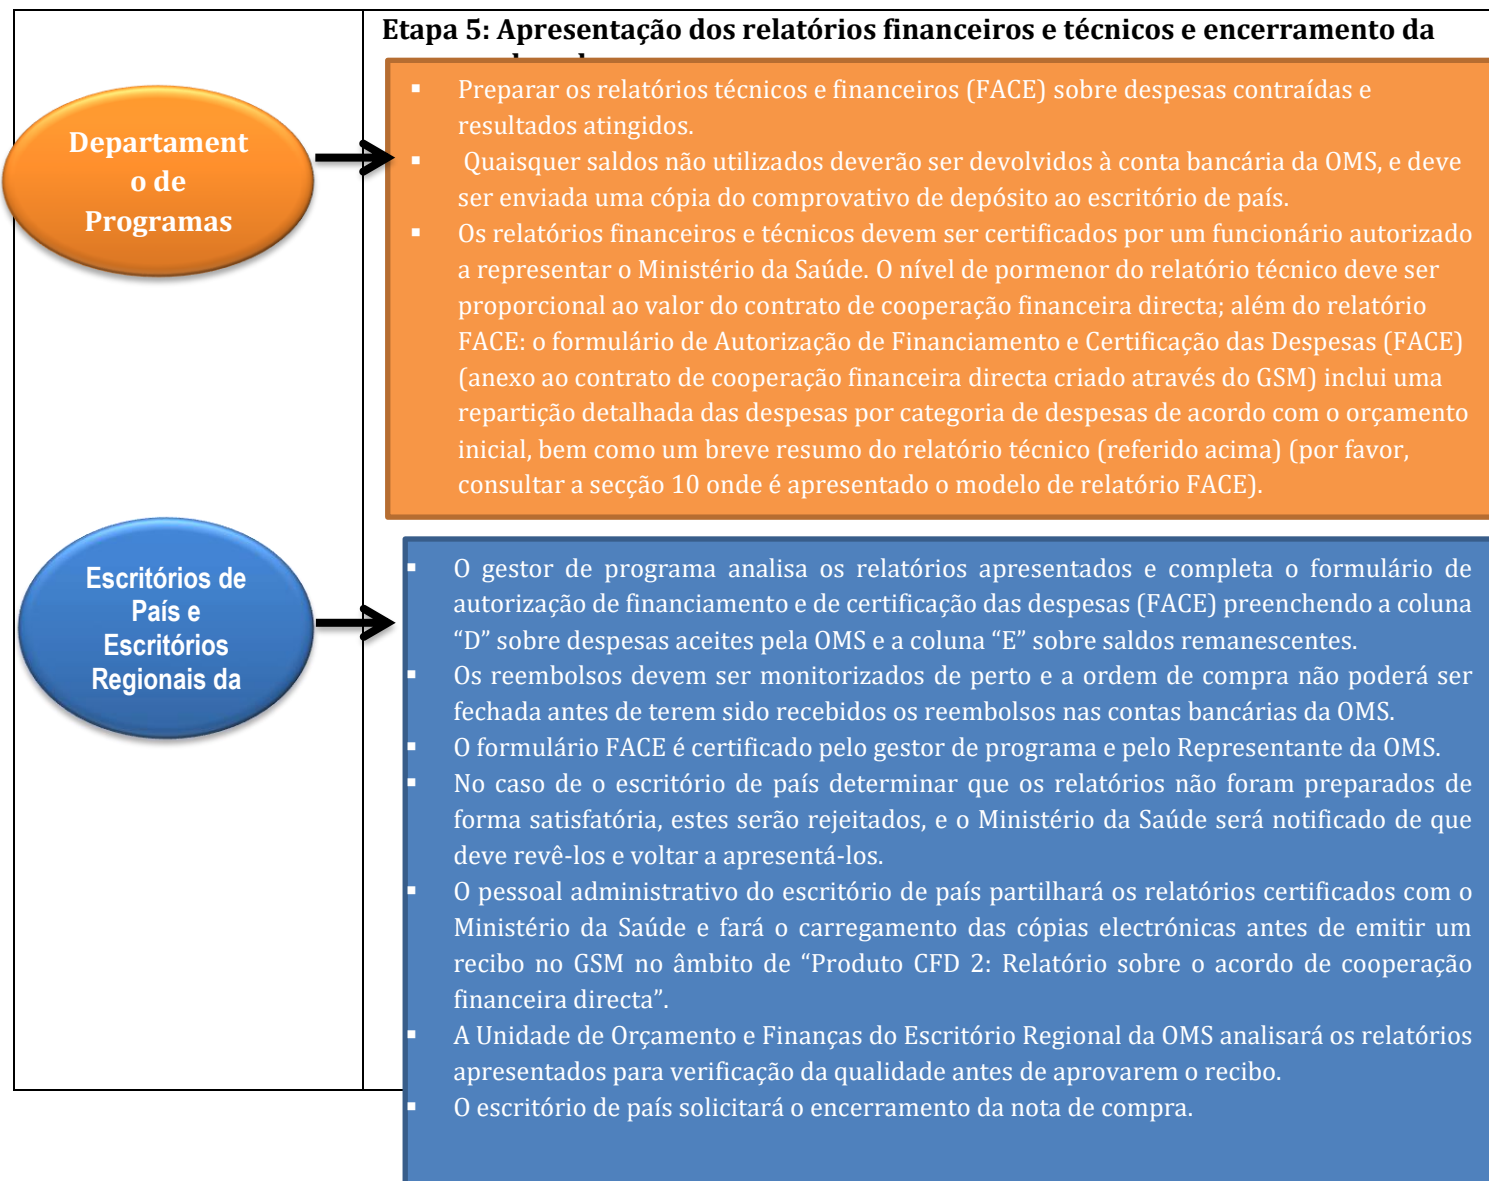 Etapa 5: Apresentação dos relatórios financeiros e técnicos e encerramento da
Departament
o de
Programas
▪ Preparar os relatórios técnicos e financeiros (FACE) sobre despesas contraídas e
resultados atingidos.
▪ Quaisquer saldos não utilizados deverão ser devolvidos à conta bancária da OMS, e deve
ser enviada uma cópia do comprovativo de depósito ao escritório de país.
▪ Os relatórios financeiros e técnicos devem ser certificados por um funcionário autorizado
a representar o Ministério da Saúde. O nível de pormenor do relatório técnico deve ser
proporcional ao valor do contrato de cooperação financeira directa; além do relatório
FACE: o formulário de Autorização de Financiamento e Certificação das Despesas (FACE)
(anexo ao contrato de cooperação financeira directa criado através do GSM) inclui uma
repartição detalhada das despesas por categoria de despesas de acordo com o orçamento
inicial, bem como um breve resumo do relatório técnico (referido acima) (por favor,
consultar a secção 10 onde é apresentado o modelo de relatório FACE).
Escritórios de
País e
Escritórios
Regionais da
▪ O gestor de programa analisa os relatórios apresentados e completa o formulário de
autorização de financiamento e de certificação das despesas (FACE) preenchendo a coluna
“D” sobre despesas aceites pela OMS e a coluna “E” sobre saldos remanescentes.
▪ Os reembolsos devem ser monitorizados de perto e a ordem de compra não poderá ser
fechada antes de terem sido recebidos os reembolsos nas contas bancárias da OMS.
▪ O formulário FACE é certificado pelo gestor de programa e pelo Representante da OMS.
▪ No caso de o escritório de país determinar que os relatórios não foram preparados de
forma satisfatória, estes serão rejeitados, e o Ministério da Saúde será notificado de que
deve revê-los e voltar a apresentá-los.
▪ O pessoal administrativo do escritório de país partilhará os relatórios certificados com o
Ministério da Saúde e fará o carregamento das cópias electrónicas antes de emitir um
recibo no GSM no âmbito de “Produto CFD 2: Relatório sobre o acordo de cooperação
financeira directa”.
▪ A Unidade de Orçamento e Finanças do Escritório Regional da OMS analisará os relatórios
apresentados para verificação da qualidade antes de aprovarem o recibo.
▪ O escritório de país solicitará o encerramento da nota de compra.